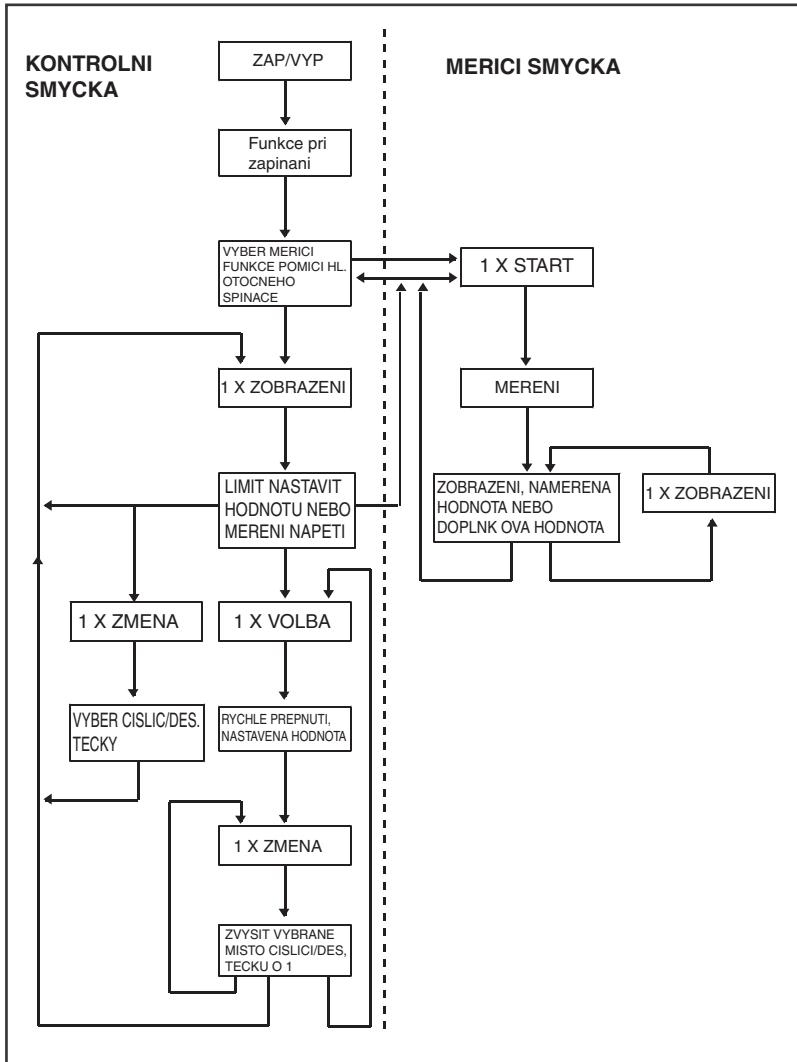 KONTROLNI
SMYCKA
ZAP/VYP
Funkce pri
zapinani
VYBER MERICI
FUNKCE POMICI HL.
OTOCNEHO
SPINACE
1 X ZOBRAZENI
LIMIT NASTAVIT
HODNOTU NEBO
MERENI NAPETI
1 X ZMENA
VYBER CISLIC/DES.
TECKY
1 X VOLBA
RYCHLE PREPNUTI,
NASTAVENA HODNOTA
1 X ZMENA
ZVYSIT VYBRANE
MISTO CISLICI/DES,
TECKU O 1
MERICI SMYCKA
1 X START
MERENI
ZOBRAZENI, NAMERENA
HODNOTA NEBO
DOPLNK OVA HODNOTA
1 X ZOBRAZENI